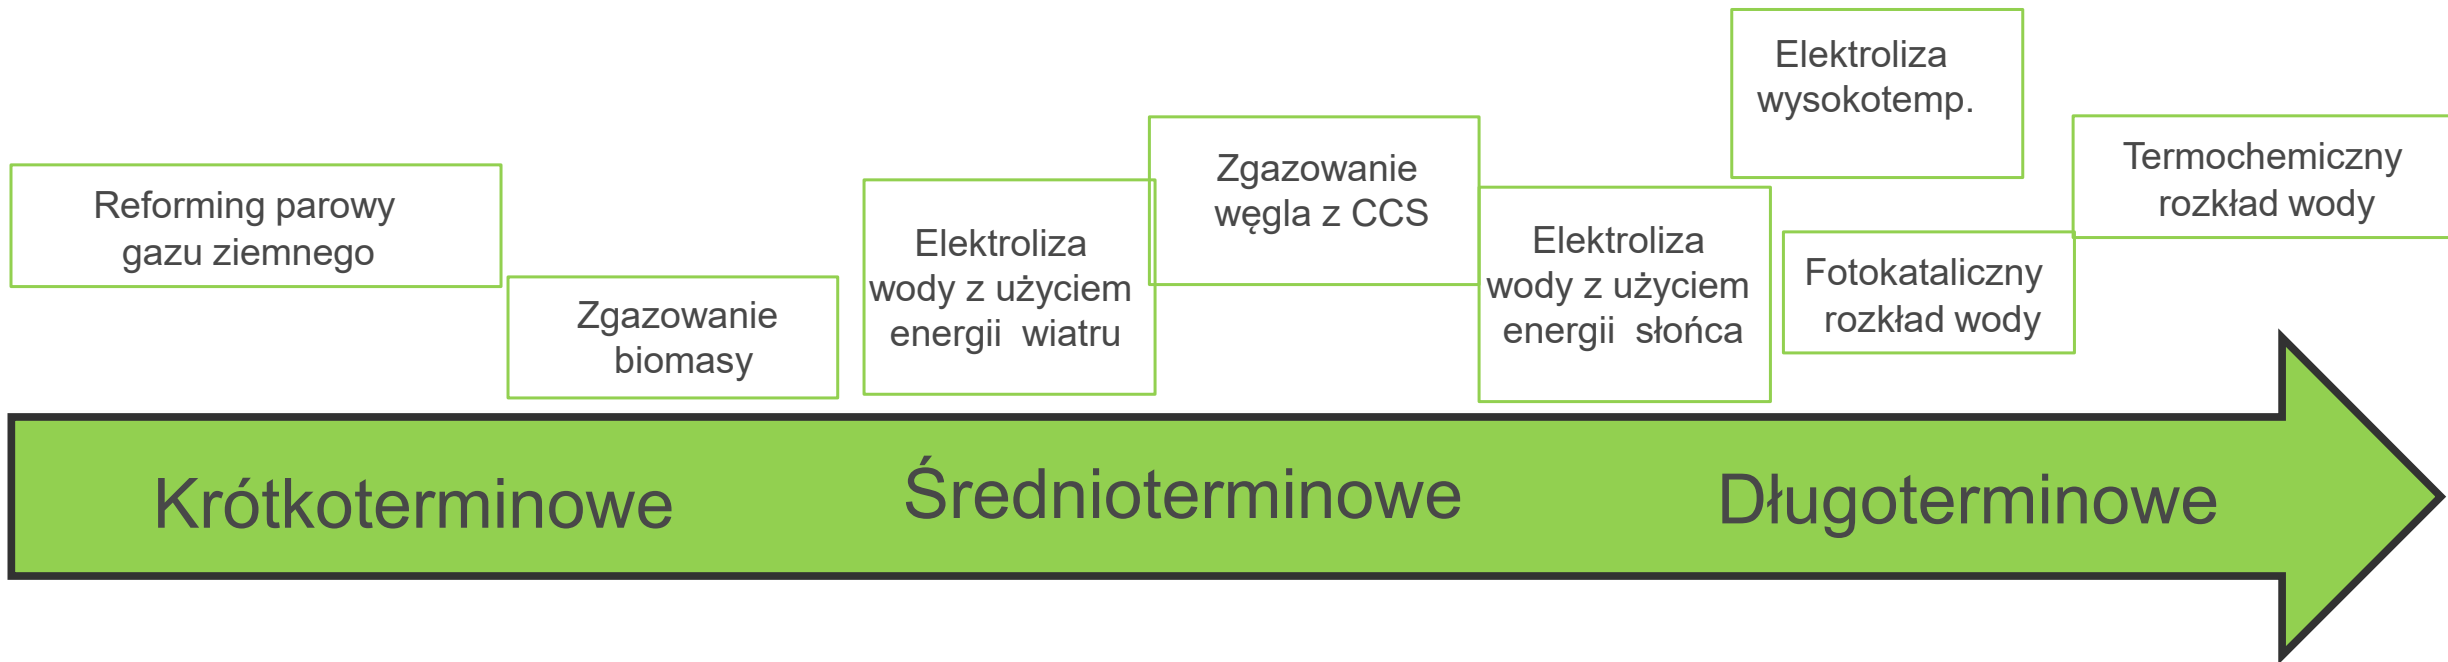 Reforming parowy
gazu ziemnego
Zgazowanie
biomasy
Elektroliza
wody z użyciem
energii wiatru
Zgazowanie
węgla z CCS
Elektroliza
wody z użyciem
energii słońca
Elektroliza
wysokotemp.
Fotokataliczny
rozkład wody
Termochemiczny
rozkład wody
Krótkoterminowe
Średnioterminowe
Długoterminowe